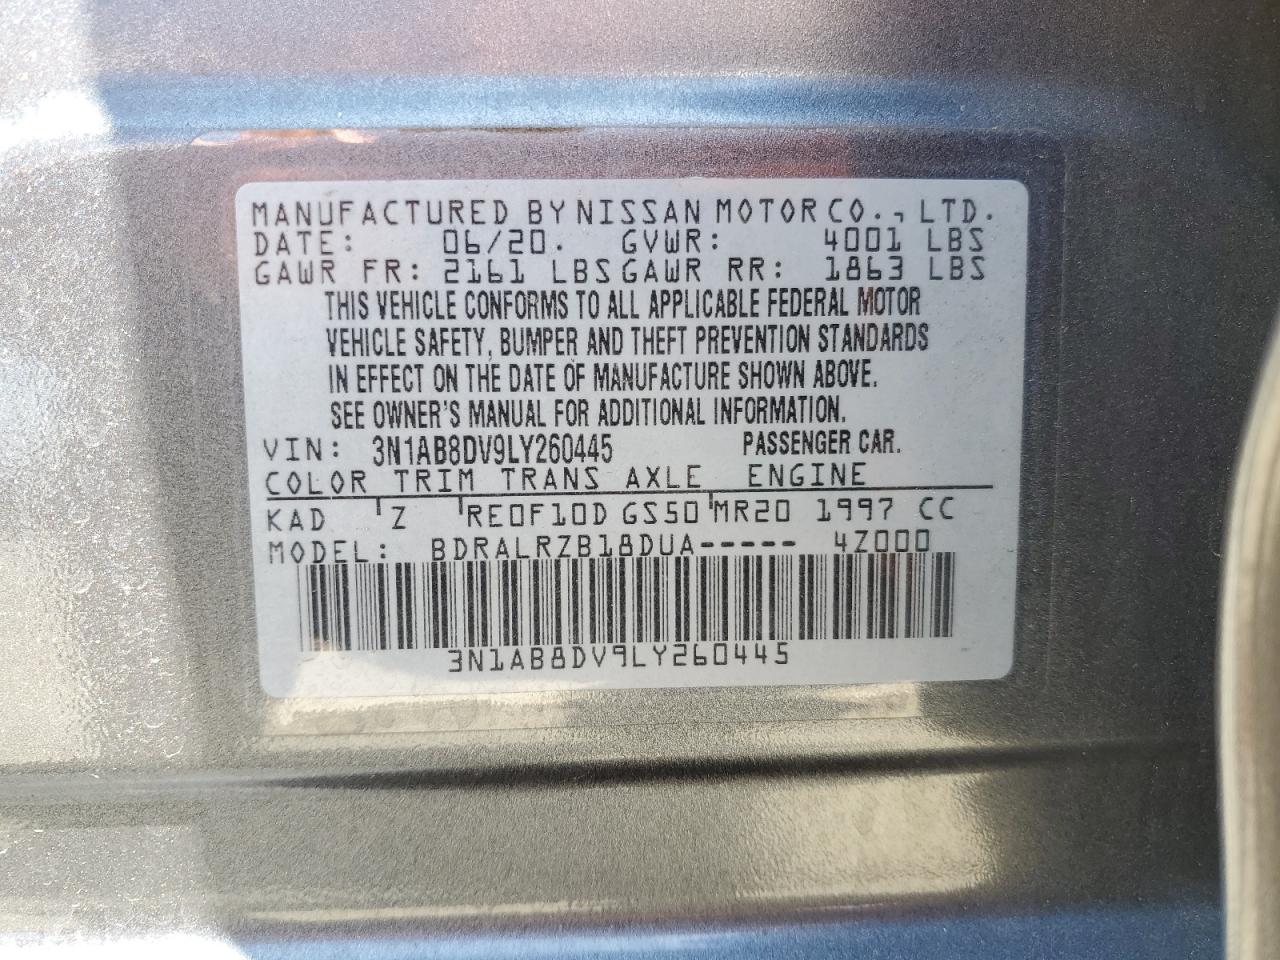 MANUFACTURED BY NISSAN MOTOR CO., LTD.
DATE: 06/20. GVWR: 4001 LBS
GAWR FR: 2161 LBS GAWR RR: 1863 LBS
THIS VEHICLE CONFORMS TO ALL APPLICABLE FEDERAL MOTOR
VEHICLE SAFETY, BUMPER AND THEFT PREVENTION STANDARDS
IN EFFECT ON THE DATE OF MANUFACTURE SHOWN ABOVE.
SEE OWNER'S MANUAL FOR ADDITIONAL INFORMATION.
VIN: 3N1AB8DV9LY260445 PASSENGER CAR.
COLOR TRIM TRANS AXLE ENGINE
KAD Z RE0F10D GS50 MR20 1997 CC
MODEL: BDRALRZB18DUA----- 4Z000
3N1AB8DV9LY260445